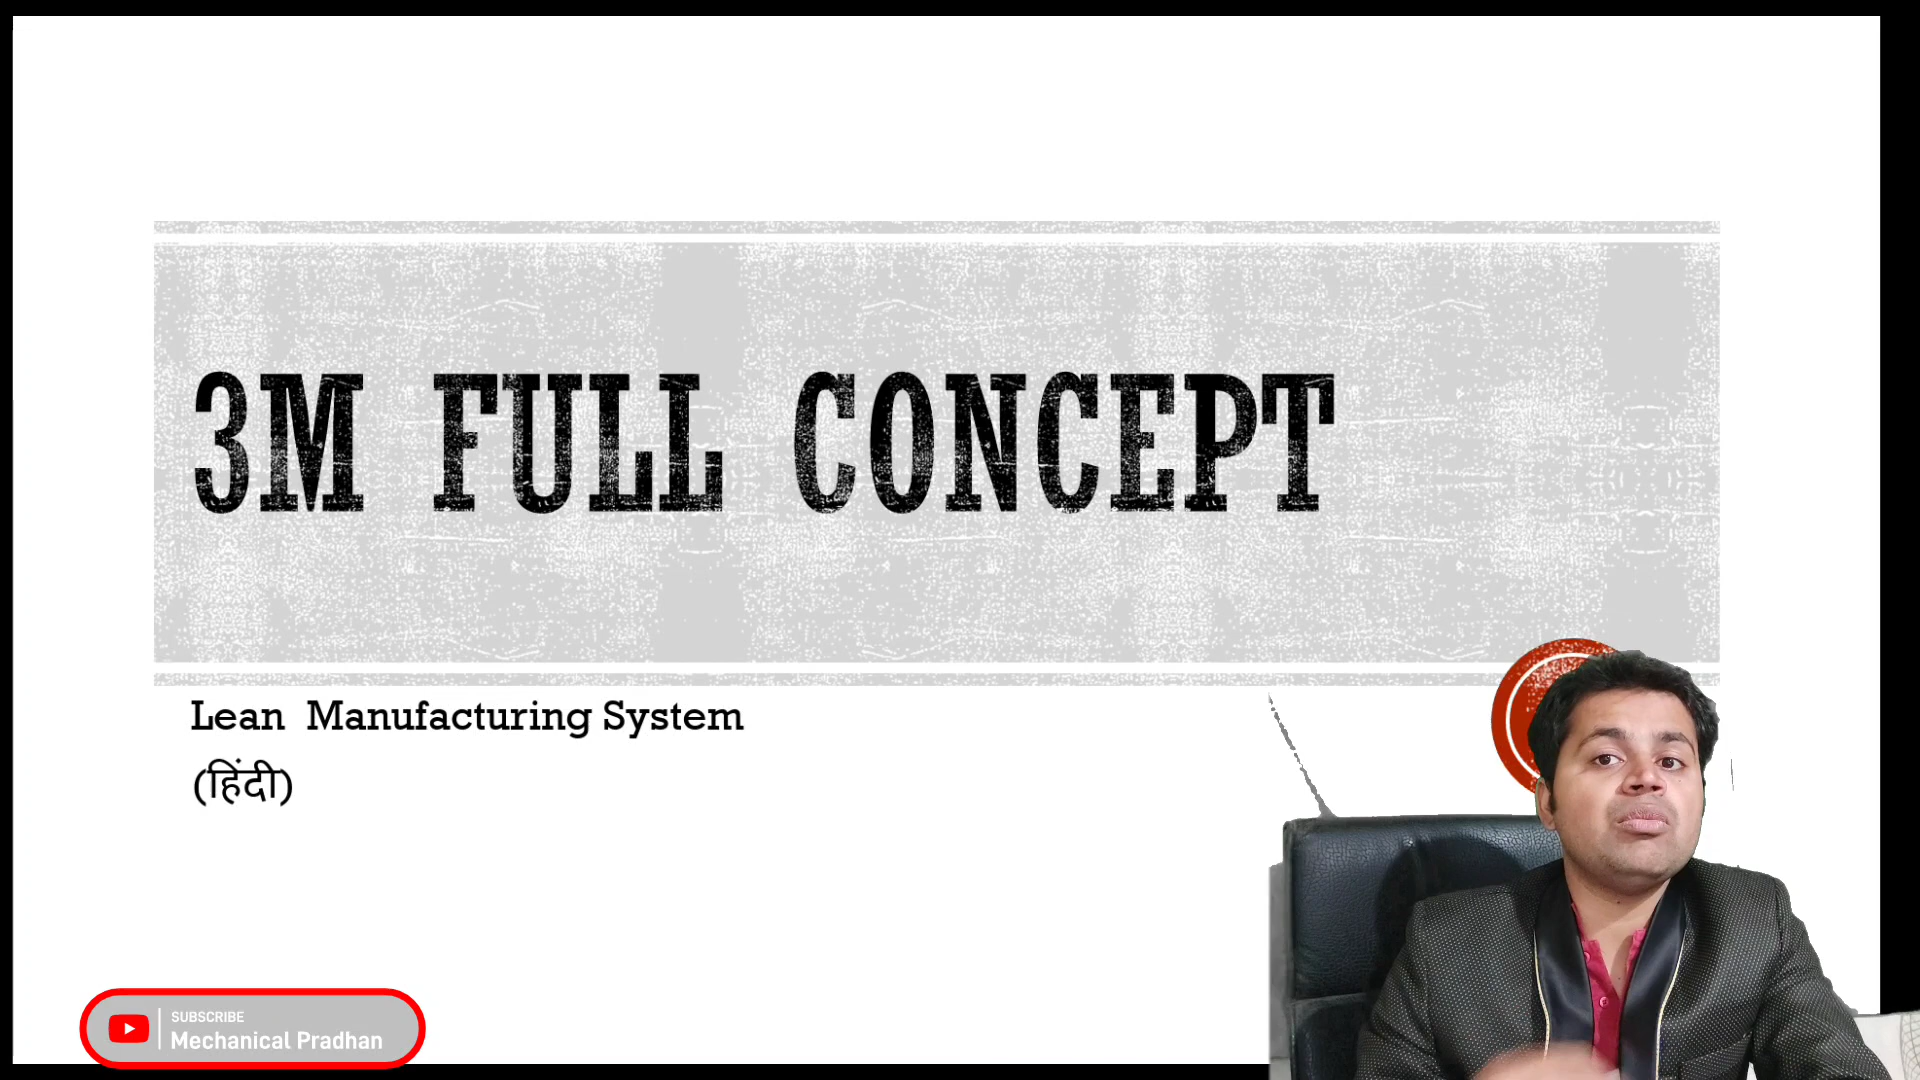 3M FULL CONCEPT
Lean Manufacturing System
(हिंदी)
SUBSCRIBE
Mechanical Pradhan